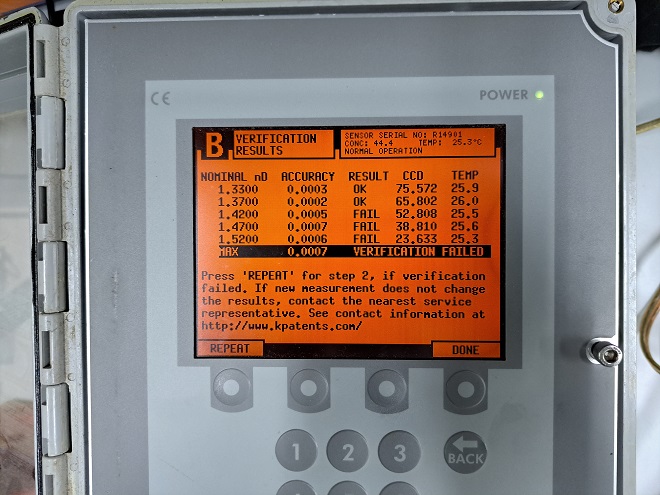 CE
POWER
B VERIFICATION
RESULTS
SENSOR SERIAL NO: R14901
CONC: 44.4 TEMP: 25.3°C
NORMAL OPERATION
NOMINAL nD ACCURACY RESULT CCD TEMP
1.3300 0.0003 OK 75.572 25.9
1.3700 0.0002 OK 65.802 26.0
1.4200 0.0005 FAIL 52.808 25.5
1.4700 0.0007 FAIL 38.810 25.6
1.5200 0.0006 FAIL 23.633 25.3
MAX 0.0007 VERIFICATION FAILED
Press 'REPEAT' for step 2, if verification
failed. If new measurement does not change
the results, contact the nearest service
representative. See contact information at
http://www.kpatents.com/
REPEAT DONE
1 2 3 BACK